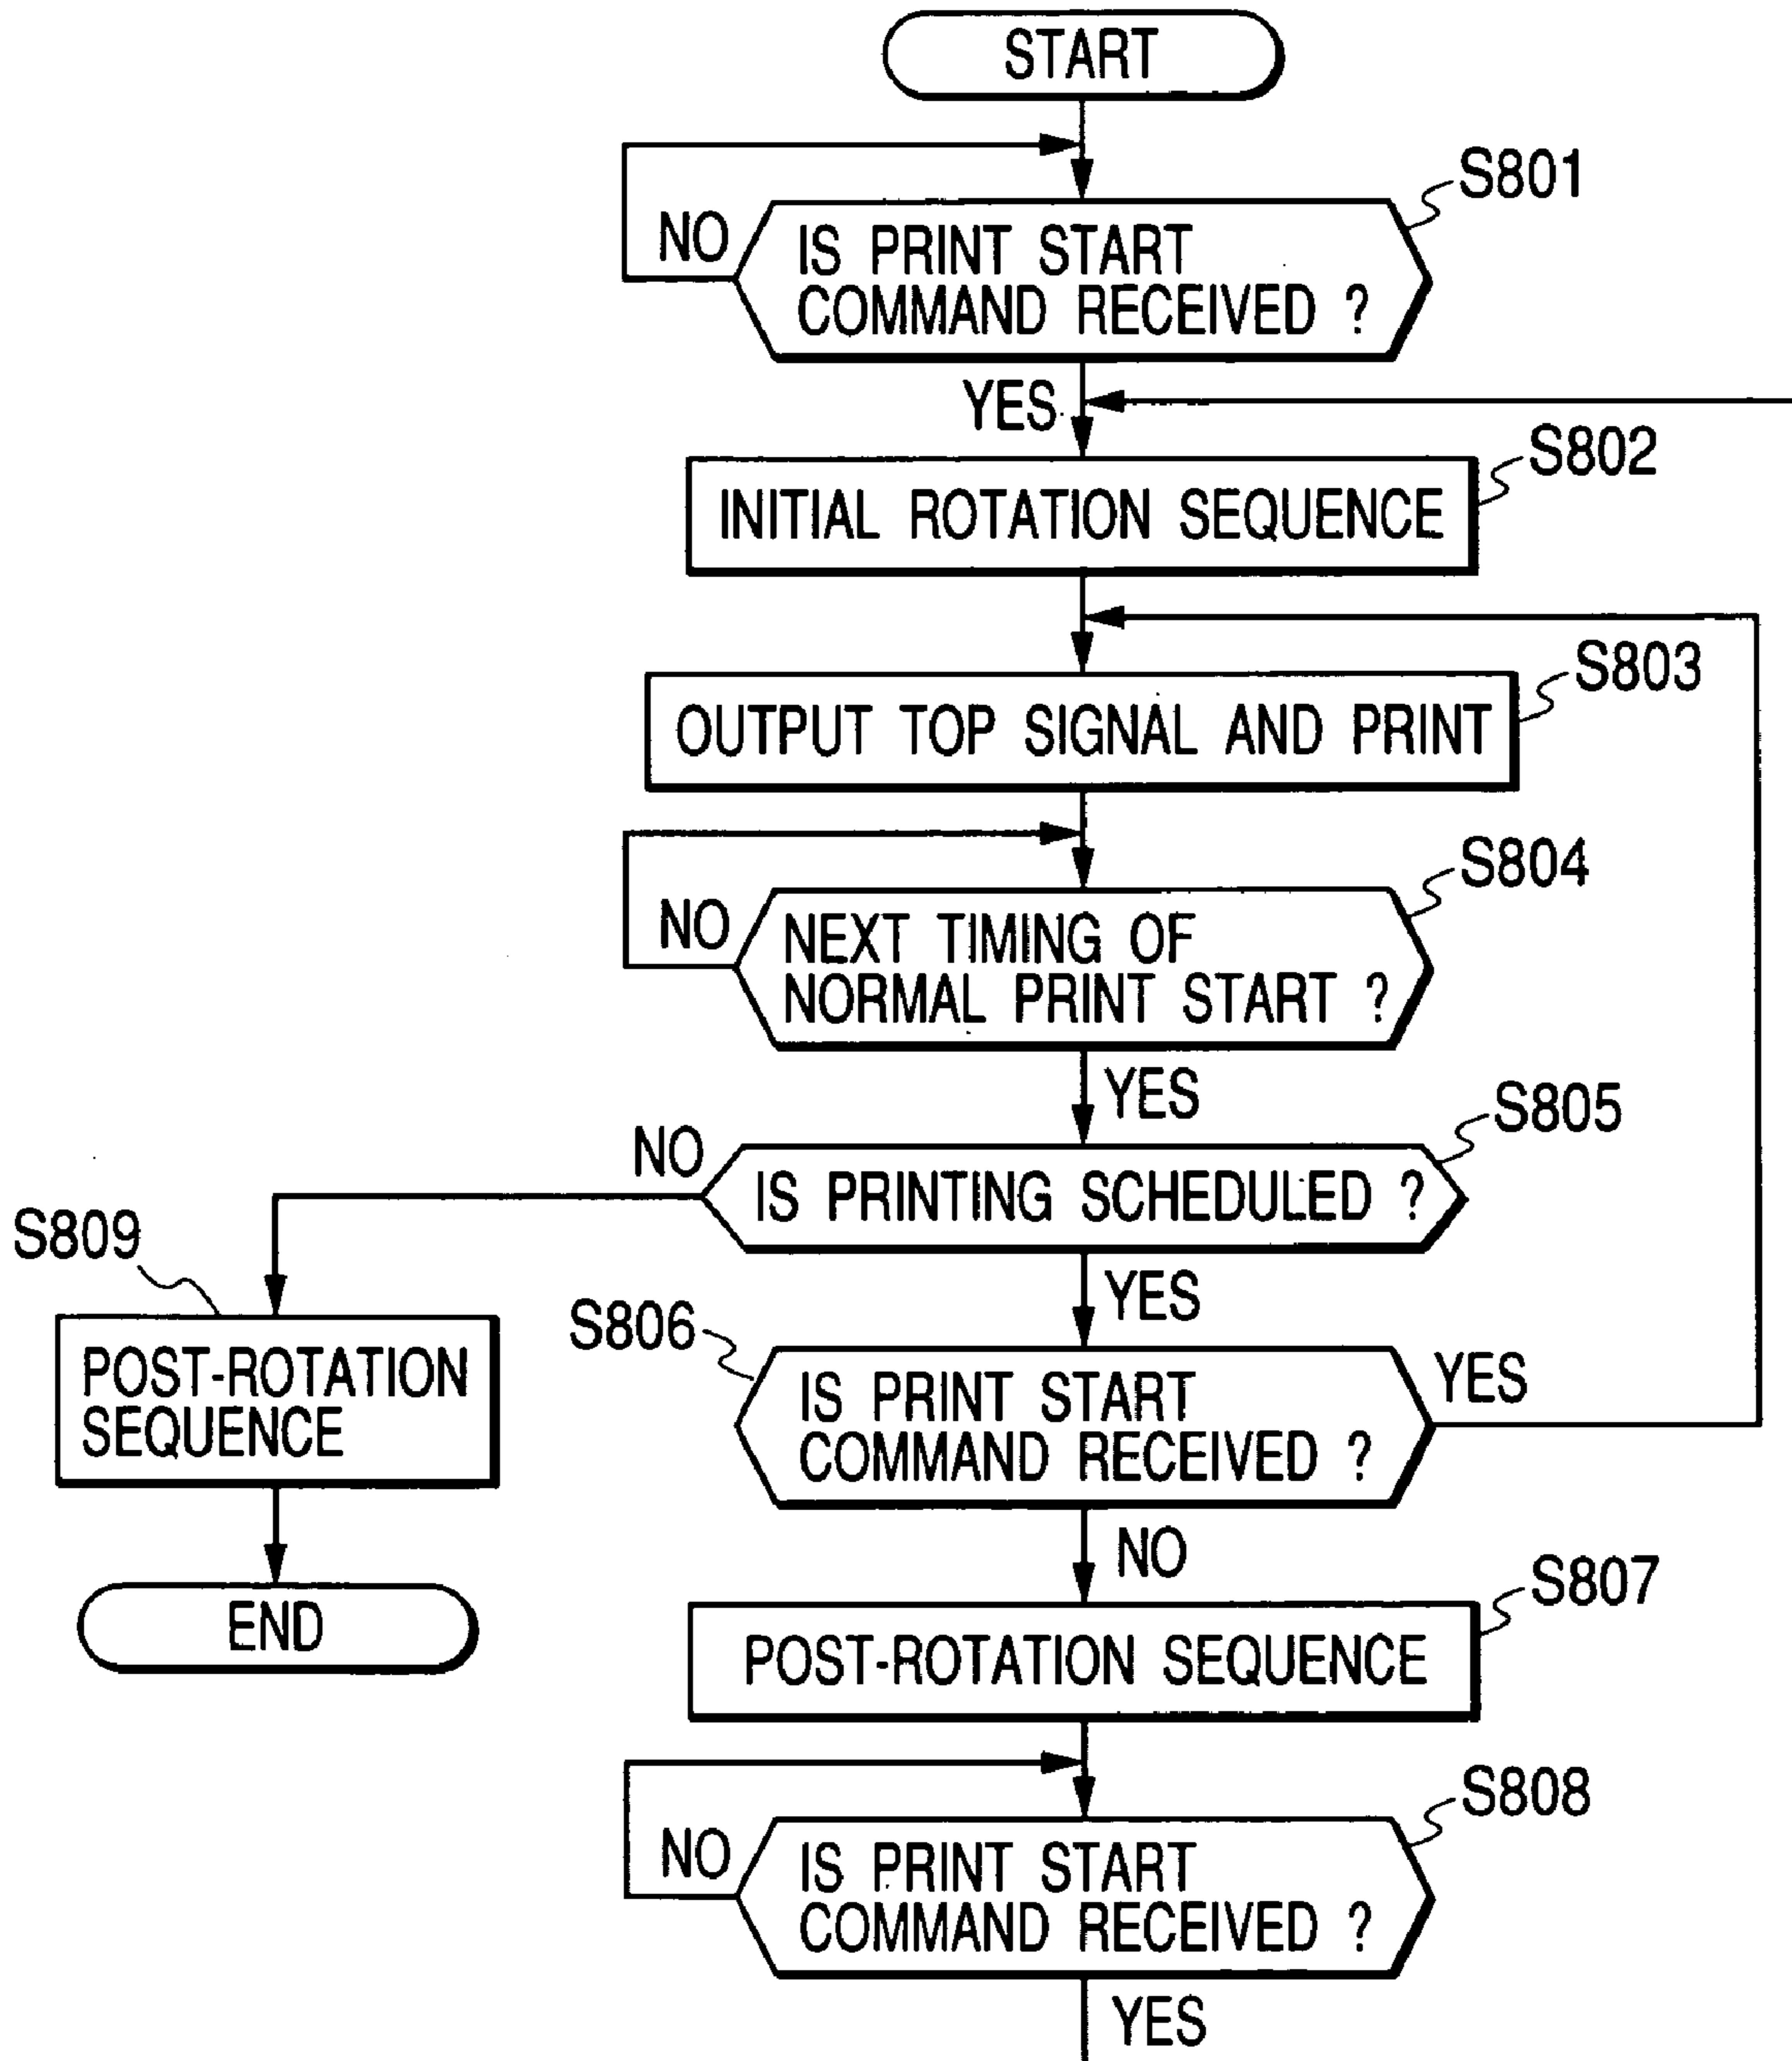 START
S801
NO
IS PRINT START
COMMAND RECEIVED ?
YES
S802
INITIAL ROTATION SEQUENCE
S803
OUTPUT TOP SIGNAL AND PRINT
S804
NO
NEXT TIMING OF
NORMAL PRINT START ?
YES
S805
NO
IS PRINTING SCHEDULED ?
S809
YES
S806
POST-ROTATION
SEQUENCE
IS PRINT START
COMMAND RECEIVED ?
YES
NO
END
S807
POST-ROTATION SEQUENCE
S808
NO
IS PRINT START
COMMAND RECEIVED ?
YES